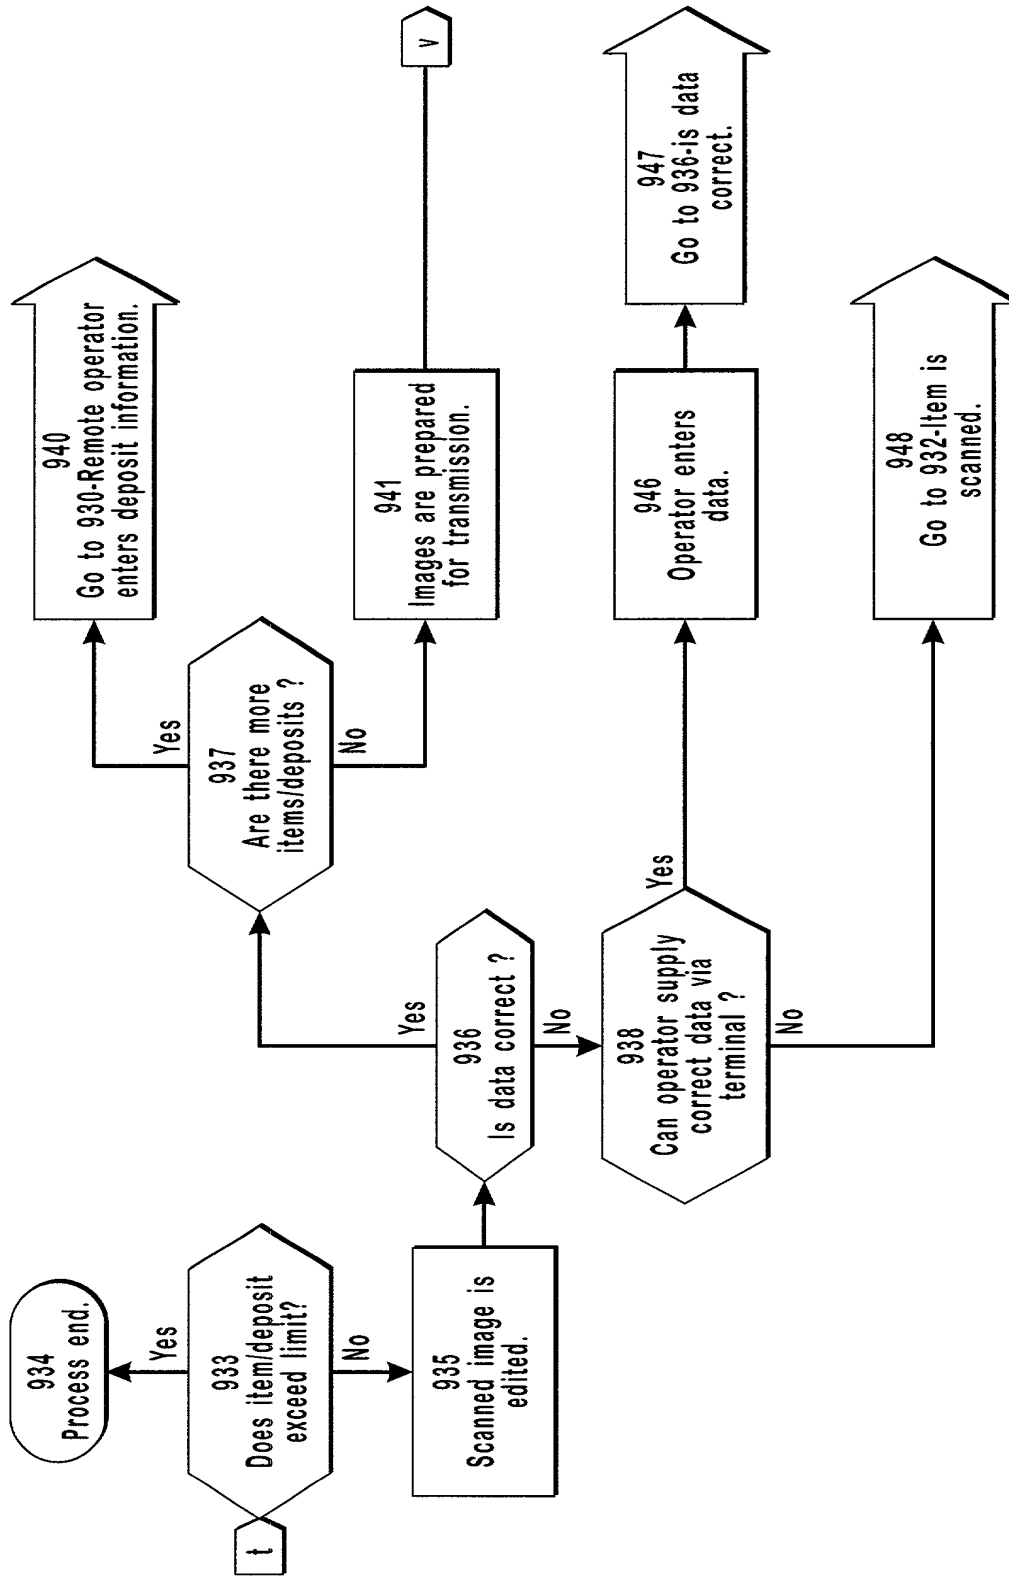 t
933
Does item/deposit
exceed limit?
Yes
934
Process end.
No
935
Scanned image is
edited.
936
Is data correct ?
Yes
No
937
Are there more
items/deposits ?
Yes
No
940
Go to 930-Remote operator
enters deposit information.
941
Images are prepared
for transmission.
v
938
Can operator supply
correct data via
terminal ?
Yes
No
946
Operator enters
data.
947
Go to 936-is data
correct.
948
Go to 932-Item is
scanned.